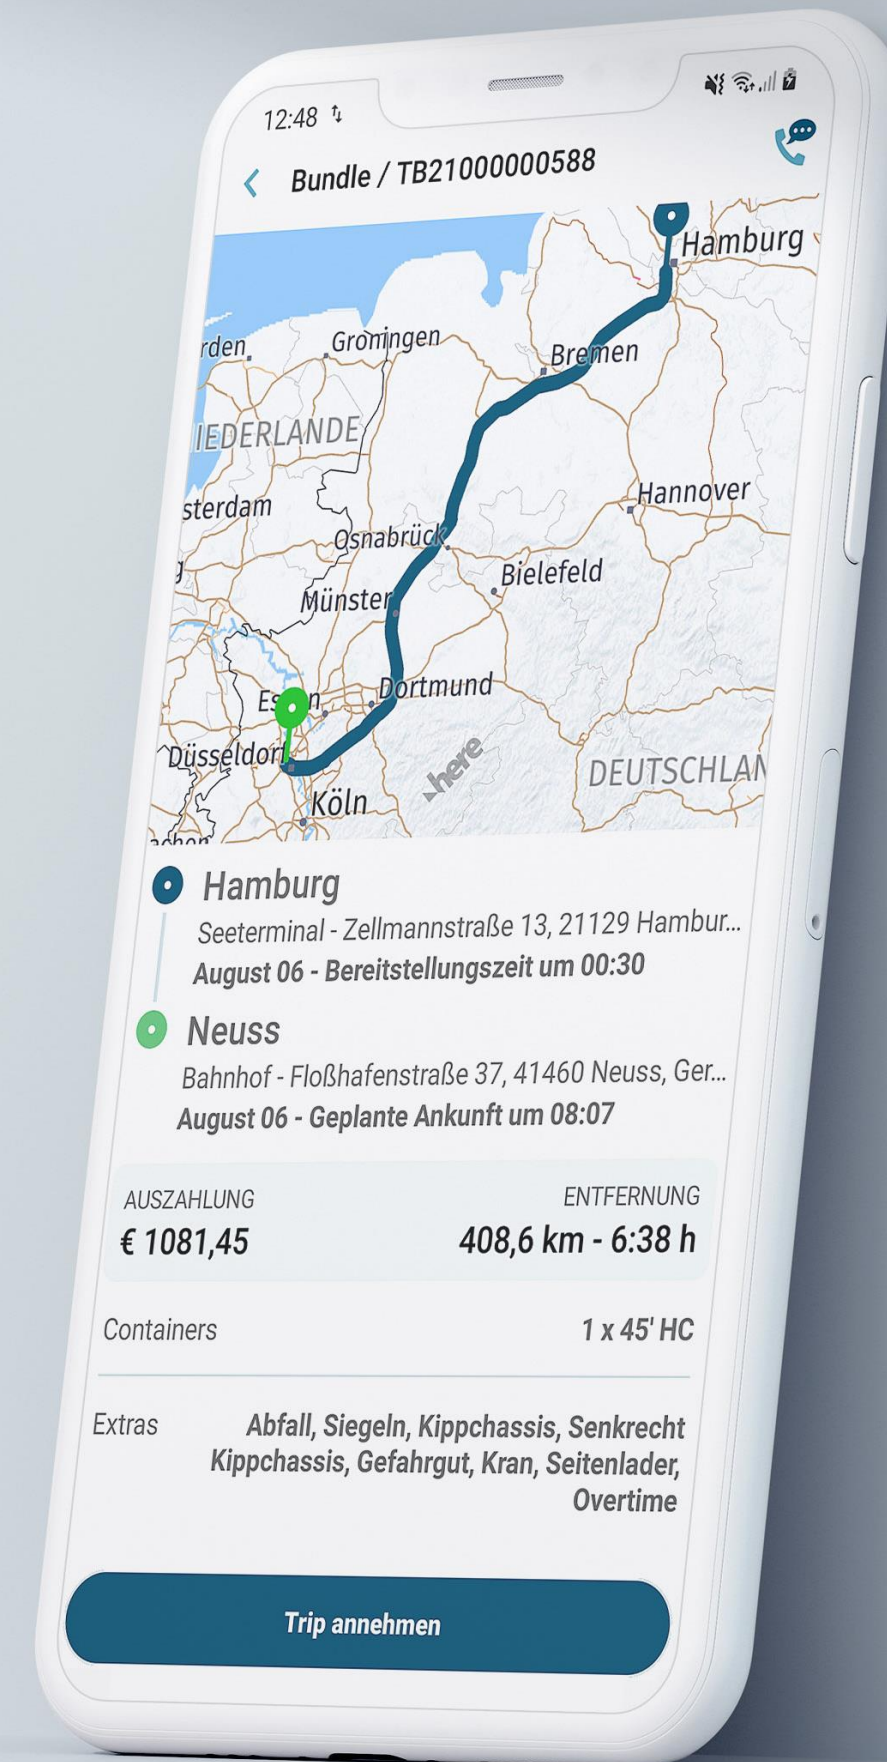 12:48
Bundle / TB21000000588
Hamburg
rden
Groningen
Bremen
IEDERLANDE
sterdam
Hannover
Osnabrück
g
Bielefeld
Münster
Es n
Dortmund
Düsseldorf
here
DEUTSCHLAN
Köln
achen
Hamburg
Seeterminal - Zellmannstraße 13, 21129 Hambur...
August 06 - Bereitstellungszeit um 00:30
Neuss
Bahnhof - Floßhafenstraße 37, 41460 Neuss, Ger...
August 06 - Geplante Ankunft um 08:07
AUSZAHLUNG
ENTFERNUNG
€ 1081,45
408,6 km - 6:38 h
Containers
1 x 45' HC
Extras
Abfall, Siegeln, Kippchassis, Senkrecht
Kippchassis, Gefahrgut, Kran, Seitenlader,
Overtime
Trip annehmen